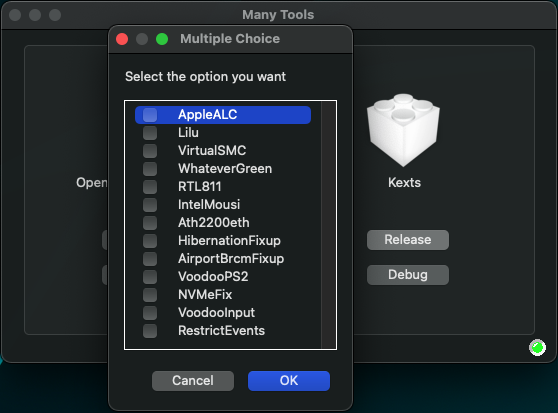 Many Tools
Multiple Choice
Select the option you want
AppleALC
Lilu
VirtualSMC
WhateverGreen
RTL811
IntelMousi
Ath2200eth
HibernationFixup
AirportBrcmFixup
VoodooPS2
NVMeFix
VoodooInput
RestrictEvents
Cancel
OK
Open
Kexts
Release
Debug